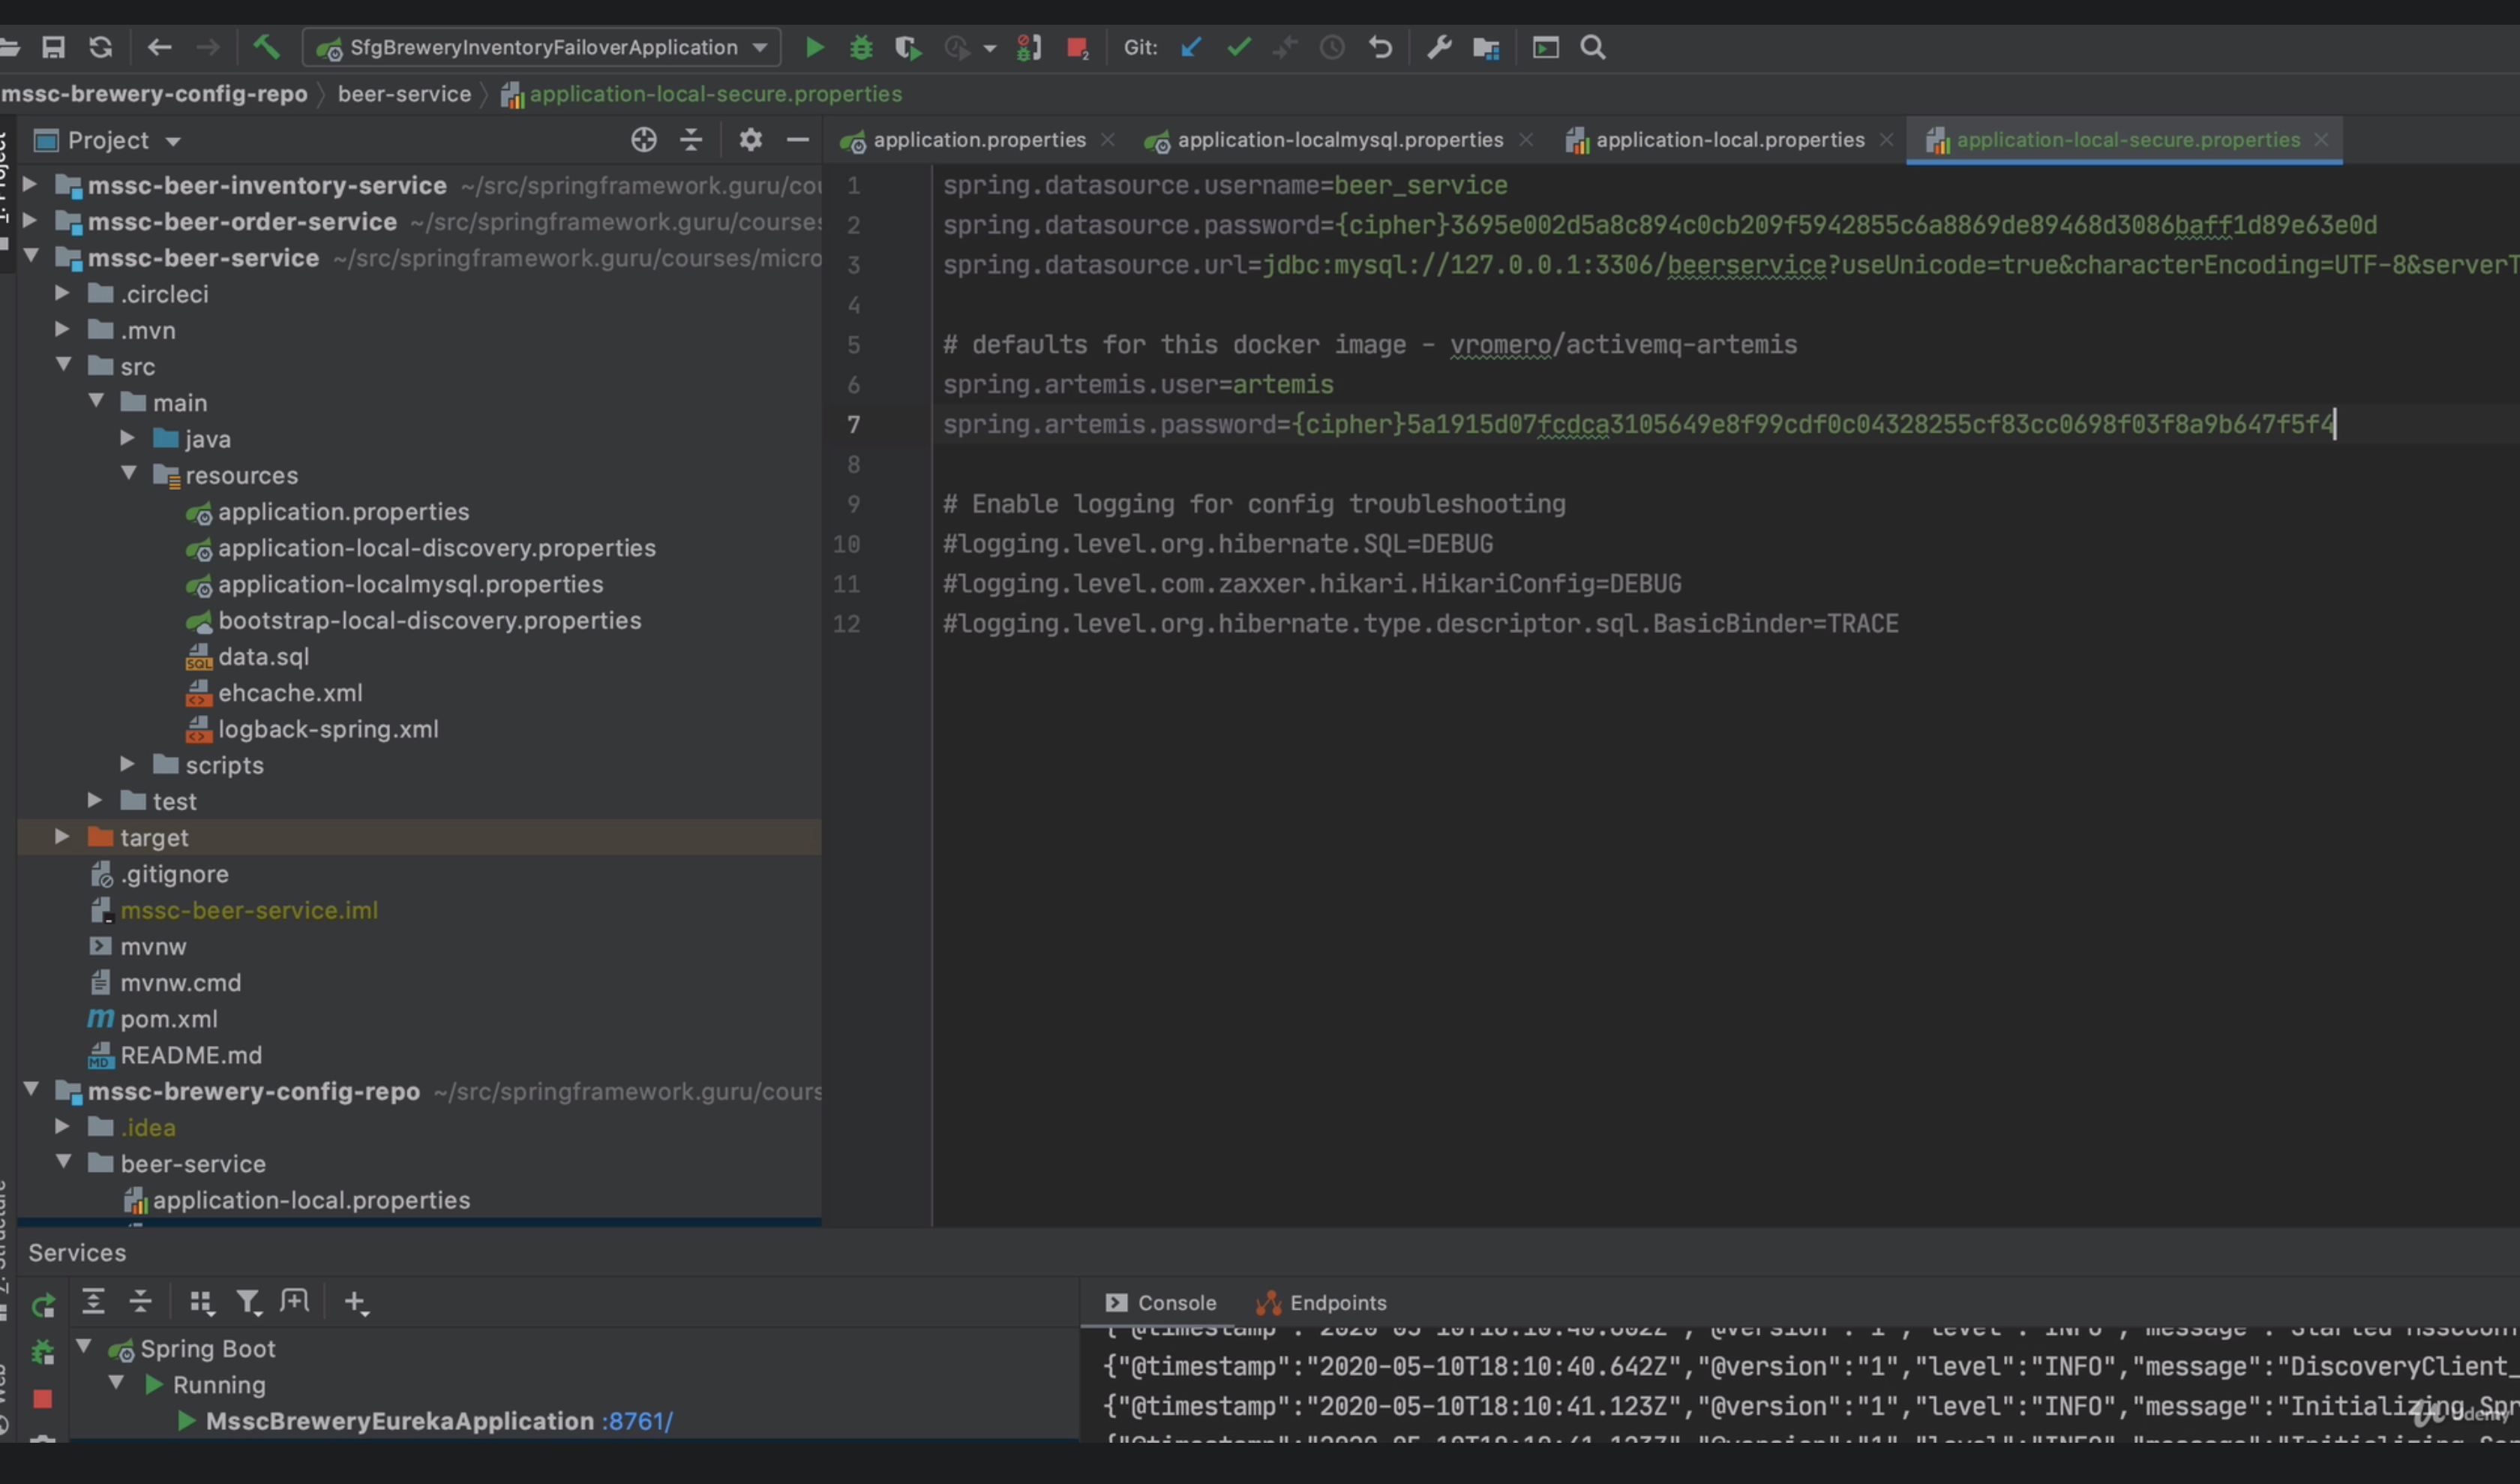 SfgBreweryInventoryFailoverApplication
Git:
mssc-brewery-config-repo
beer-service
application-local-secure.properties
Project
application.properties
application-localmysql.properties
application-local.properties
application-local-secure.properties
mssc-beer-inventory-service ~/src/springframework.guru/cou
mssc-beer-order-service ~/src/springframework.guru/courses
mssc-beer-service ~/src/springframework.guru/courses/micro
.circleci
.mvn
src
main
java
resources
application.properties
application-local-discovery.properties
application-localmysql.properties
bootstrap-local-discovery.properties
data.sql
ehcache.xml
logback-spring.xml
scripts
test
target
.gitignore
mssc-beer-service.iml
mvnw
mvnw.cmd
pom.xml
README.md
mssc-brewery-config-repo ~/src/springframework.guru/cours
.idea
beer-service
application-local.properties
1 spring.datasource.username=beer_service
2 spring.datasource.password={cipher}3695e002d5a8c894c0cb209f5942855c6a8869de89468d3086baff1d89e63e0d
3 spring.datasource.url=jdbc:mysql://127.0.0.1:3306/beerservice?useUnicode=true&characterEncoding=UTF-8&serverT
4
5 # defaults for this docker image - vromero/activemq-artemis
6 spring.artemis.user=artemis
7 spring.artemis.password={cipher}5a1915d07fcdca3105649e8f99cdf0c04328255cf83cc0698f03f8a9b647f5f4
8
9 # Enable logging for config troubleshooting
10 #logging.level.org.hibernate.SQL=DEBUG
11 #logging.level.com.zaxxer.hikari.HikariConfig=DEBUG
12 #logging.level.org.hibernate.type.descriptor.sql.BasicBinder=TRACE
Services
Spring Boot
Running
MsscBreweryEurekaApplication :8761/
Console
Endpoints
{"@timestamp":"2020-05-10T18:10:40.642Z","@version":"1","level":"INFO","message":"DiscoveryClient_
{"@timestamp":"2020-05-10T18:10:41.123Z","@version":"1","level":"INFO","message":"Initializing Spr
Udemy